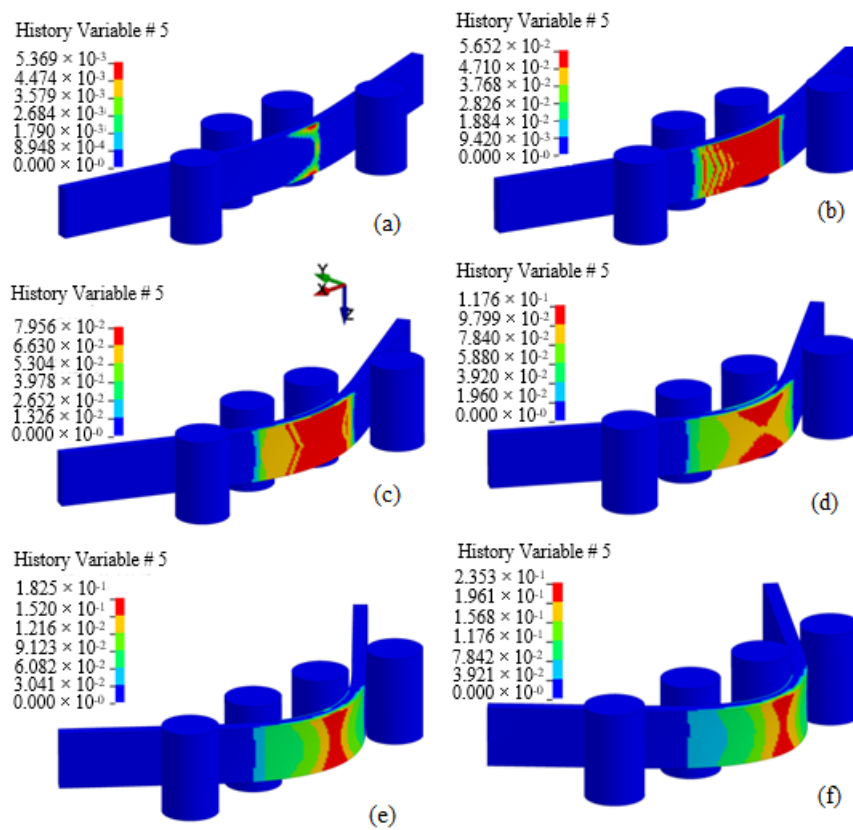 History Variable # 5
5.369 × 10-3
4.474 × 10-3
3.579 × 10-3
2.684 × 10-3
1.790 × 10-3
8.948 × 10-4
0.000 × 10-0
(a)
History Variable # 5
5.652 × 10-2
4.710 × 10-2
3.768 × 10-2
2.826 × 10-2
1.884 × 10-2
9.420 × 10-3
0.000 × 10-0
(b)
History Variable # 5
7.956 × 10-2
6.630 × 10-2
5.304 × 10-2
3.978 × 10-2
2.652 × 10-2
1.326 × 10-2
0.000 × 10-0
Y
X
Z
(c)
History Variable # 5
1.176 × 10-1
9.799 × 10-2
7.840 × 10-2
5.880 × 10-2
3.920 × 10-2
1.960 × 10-2
0.000 × 10-0
(d)
History Variable # 5
1.825 × 10-1
1.520 × 10-1
1.216 × 10-2
9.123 × 10-2
6.082 × 10-2
3.041 × 10-2
0.000 × 10-0
(e)
History Variable # 5
2.353 × 10-1
1.961 × 10-1
1.568 × 10-1
1.176 × 10-1
7.842 × 10-2
3.921 × 10-2
0.000 × 10-0
(f)